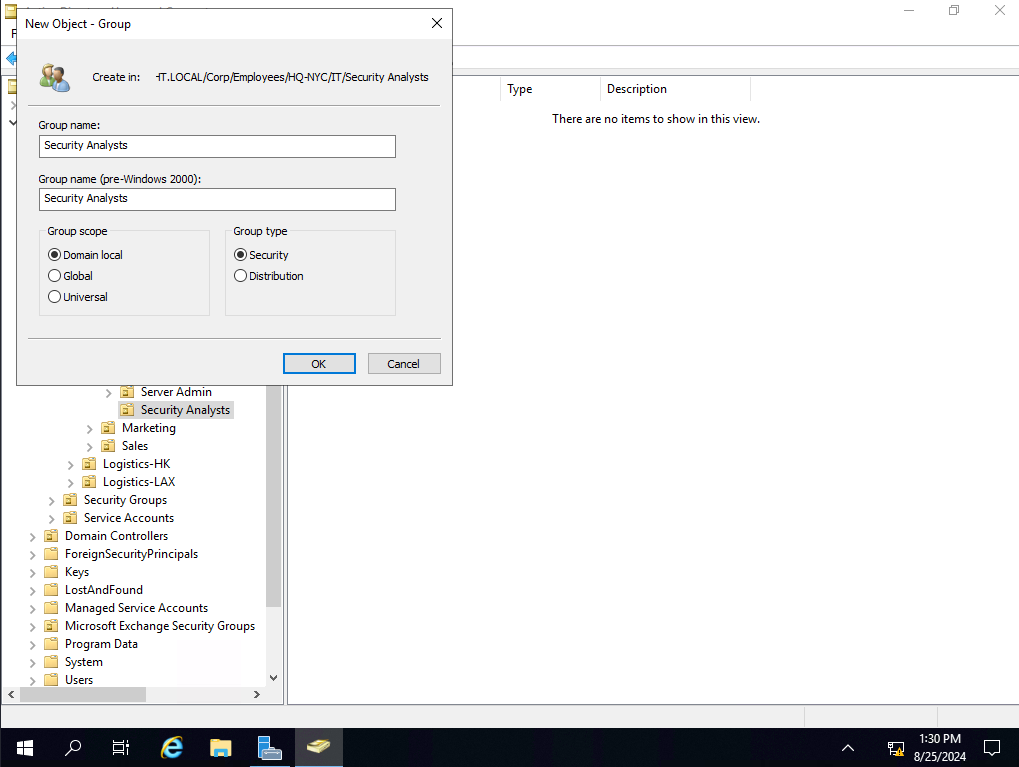 New Object - Group
Create in:
-IT.LOCAL/Corp/Employees/HQ-NYC/IT/Security Analysts
Group name:
Security Analysts
Group name (pre-Windows 2000):
Security Analysts
Group scope
Domain local
Global
Universal
Group type
Security
Distribution
OK
Cancel
Type
Description
There are no items to show in this view.
Server Admin
Security Analysts
Marketing
Sales
Logistics-HK
Logistics-LAX
Security Groups
Service Accounts
Domain Controllers
ForeignSecurityPrincipals
Keys
LostAndFound
Managed Service Accounts
Microsoft Exchange Security Groups
Program Data
System
Users
1:30 PM
8/25/2024